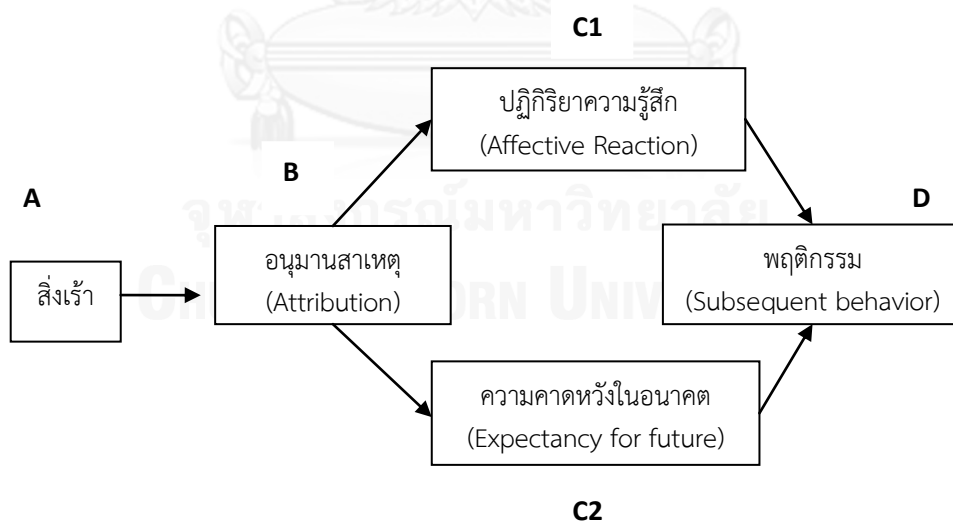 C1
ปฏิกิริยาความรู้สึก
(Affective Reaction)
B
A
D
สิ่งเร้า
อนุมานสาเหตุ
(Attribution)
พฤติกรรม
(Subsequent behavior)
ความคาดหวังในอนาคต
(Expectancy for future)
C2